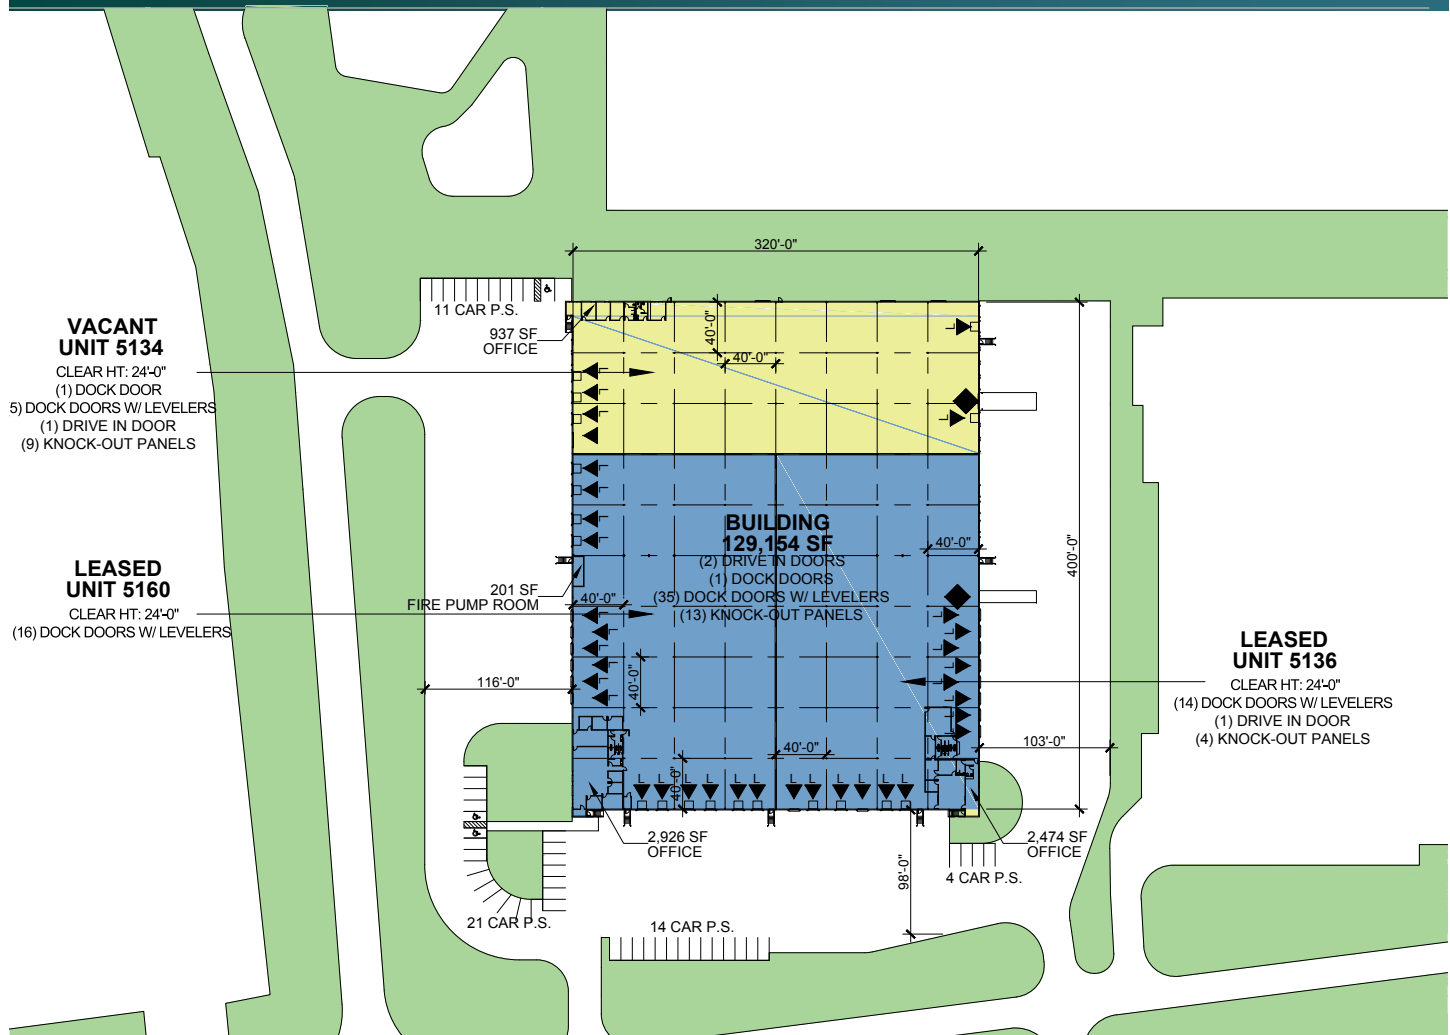 320'-0"
11 CAR P.S.
937 SF
OFFICE
40'-0"
40'-0"
VACANT
UNIT 5134
CLEAR HT: 24'-0"
(1) DOCK DOOR
5) DOCK DOORS W/ LEVELERS
(1) DRIVE IN DOOR
(9) KNOCK-OUT PANELS
BUILDING
129,154 SF
(2) DRIVE IN DOORS
(1) DOCK DOORS
(35) DOCK DOORS W/ LEVELERS
(13) KNOCK-OUT PANELS
40'-0"
400'-0"
LEASED
UNIT 5160
CLEAR HT: 24'-0"
(16) DOCK DOORS W/ LEVELERS
201 SF
FIRE PUMP ROOM
40'-0"
LEASED
UNIT 5136
CLEAR HT: 24'-0"
(14) DOCK DOORS W/ LEVELERS
(1) DRIVE IN DOOR
(4) KNOCK-OUT PANELS
116'-0"
40'-0"
103'-0"
40'-0"
40'-0"
L L L L L L L L L L L L
2,926 SF
OFFICE
2,474 SF
OFFICE
98'-0"
4 CAR P.S.
21 CAR P.S.
14 CAR P.S.